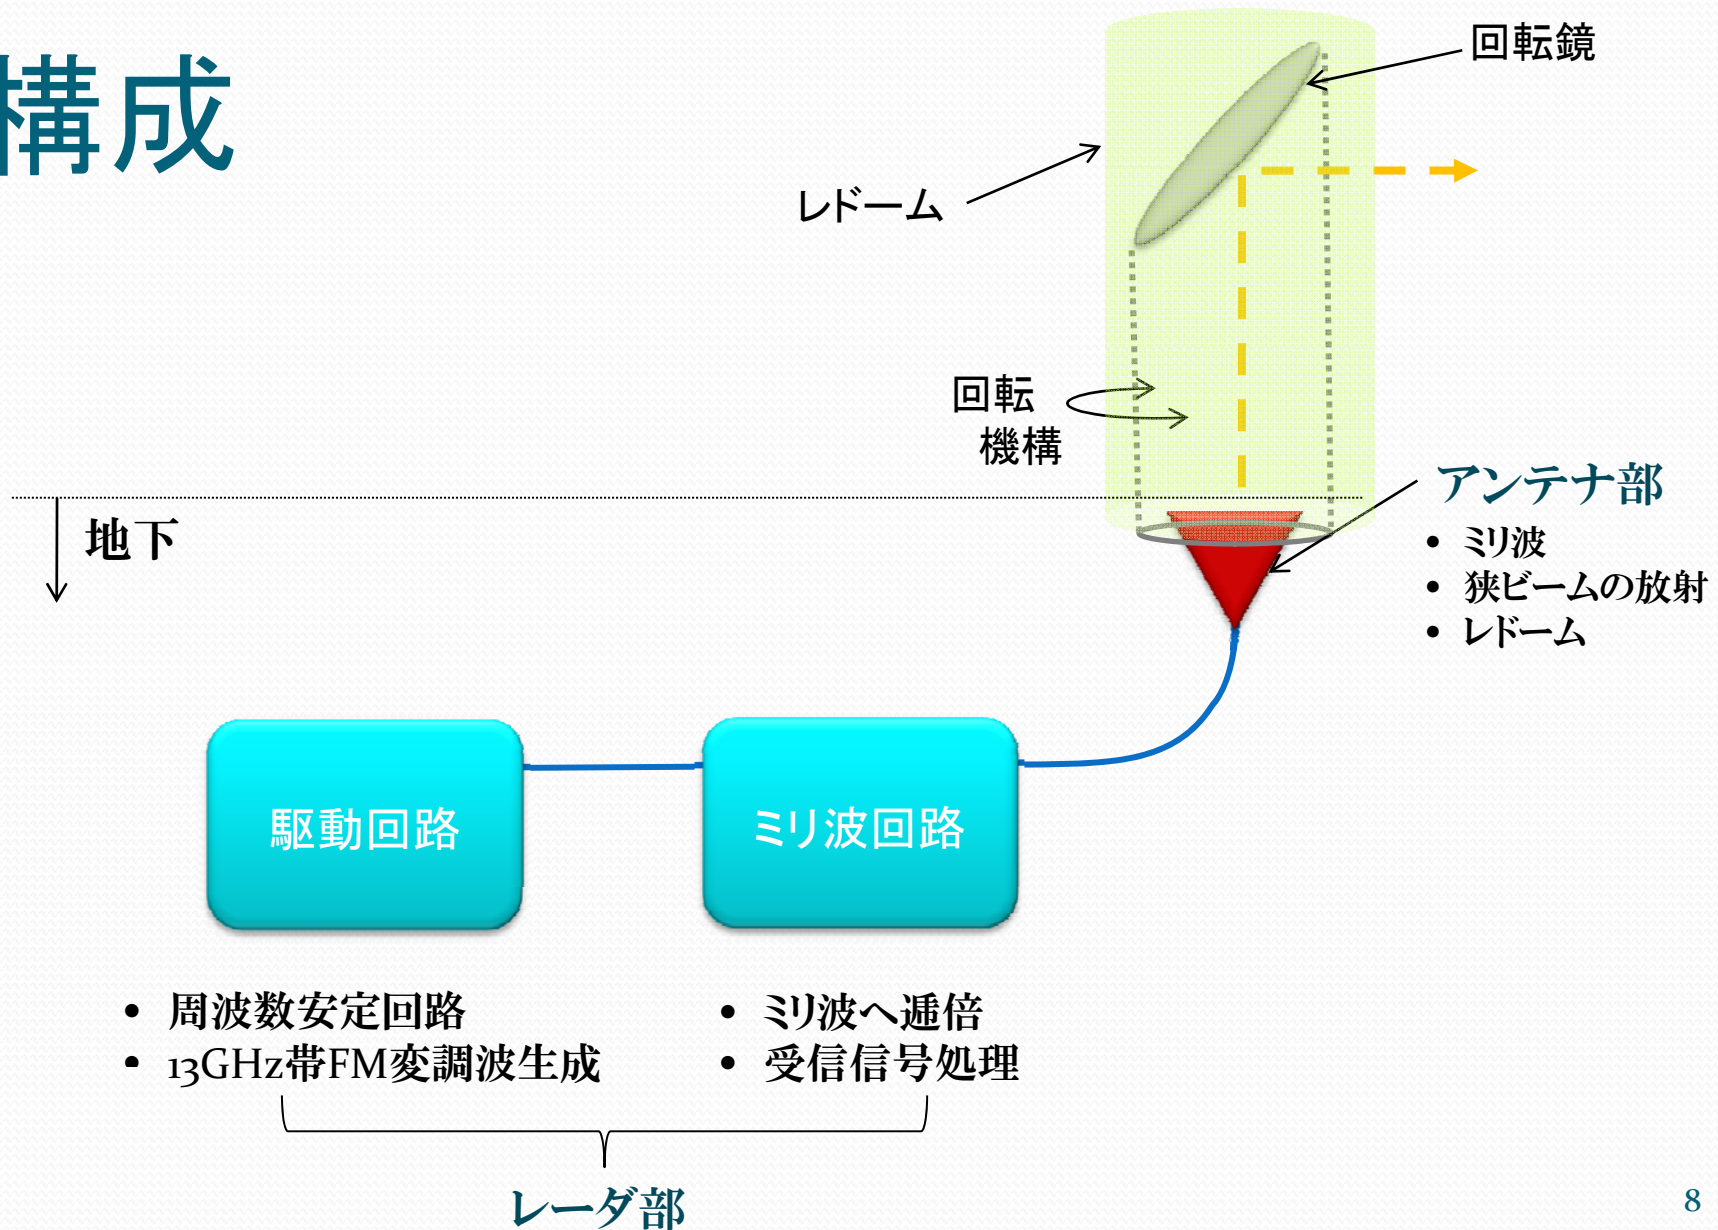 構成
回転鏡
レドーム
回転
機構
アンテナ部
• ミリ波
• 狭ビームの放射
• レドーム
地下
駆動回路
ミリ波回路
• 周波数安定回路
• 13GHz帯FM変調波生成
• ミリ波へ逓倍
• 受信信号処理
レーダ部
8